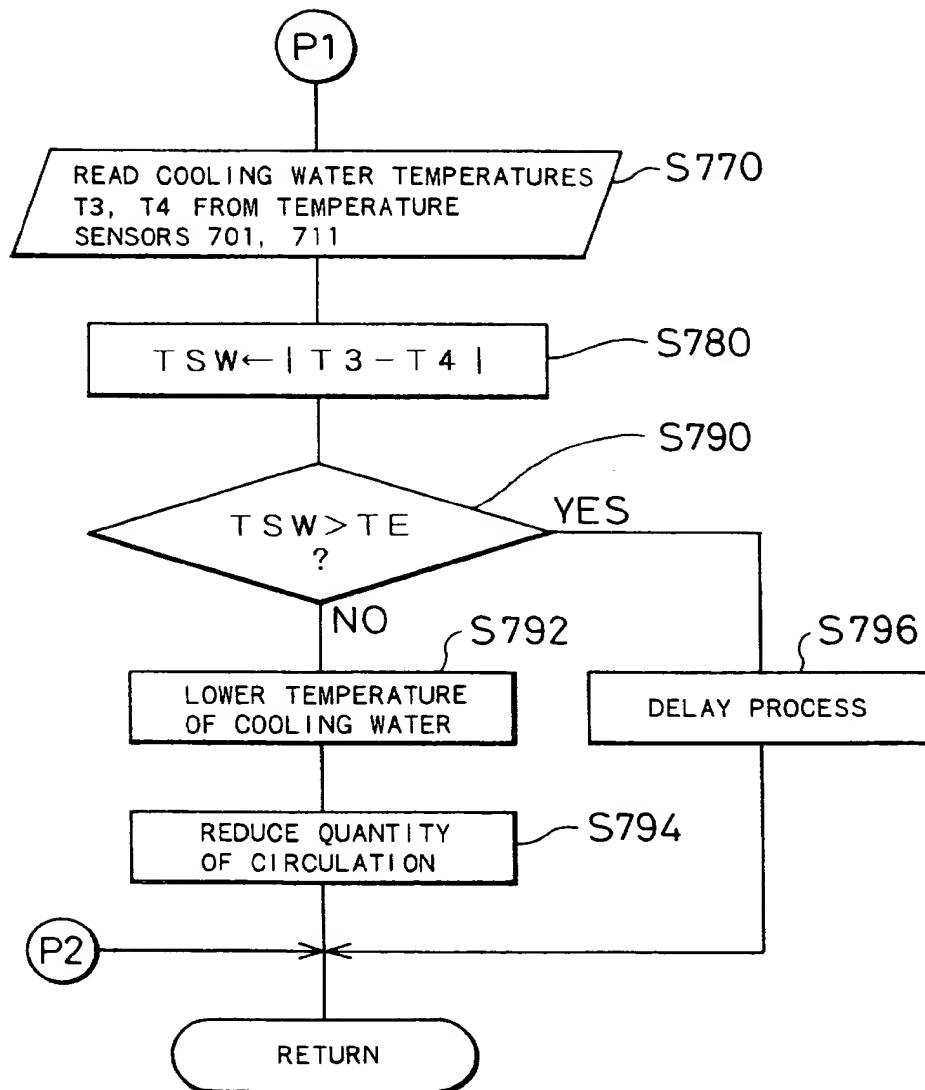 P1
READ COOLING WATER TEMPERATURES
T3, T4 FROM TEMPERATURE
SENSORS 701, 711
S770
TSW←|T3-T4|
S780
S790
TSW>TE
?
YES
NO
S792
S796
LOWER TEMPERATURE
OF COOLING WATER
DELAY PROCESS
REDUCE QUANTITY
OF CIRCULATION
S794
P2
RETURN